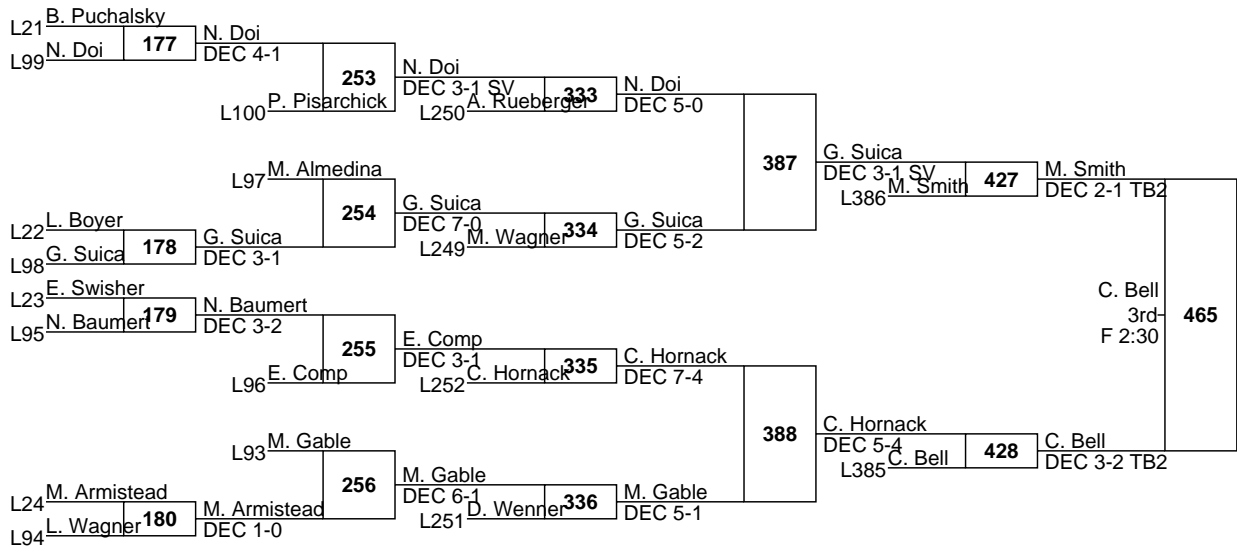 L21 B. Puchalsky
177
L99 N. Doi
N. Doi
DEC 4-1
253
L100 P. Pisarchick
N. Doi
DEC 3-1 SV
333
L250 A. Rueberger
N. Doi
DEC 5-0
387
L97 M. Almedina
254
L22 L. Boyer
178
L98 G. Suica
G. Suica
DEC 3-1
G. Suica
DEC 7-0
334
L249 M. Wagner
G. Suica
DEC 5-2
G. Suica
DEC 3-1 SV
427
L386 M. Smith
M. Smith
DEC 2-1 TB2
L23 E. Swisher
179
L95 N. Baumert
N. Baumert
DEC 3-2
255
L96 E. Comp
E. Comp
DEC 3-1
335
L252 C. Hornack
C. Hornack
DEC 7-4
388
L93 M. Gable
256
L24 M. Armistead
180
L94 L. Wagner
M. Armistead
DEC 1-0
M. Gable
DEC 6-1
336
L251 D. Wenner
M. Gable
DEC 5-1
C. Hornack
DEC 5-4
428
L385 C. Bell
C. Bell
DEC 3-2 TB2
465
C. Bell
3rd
F 2:30